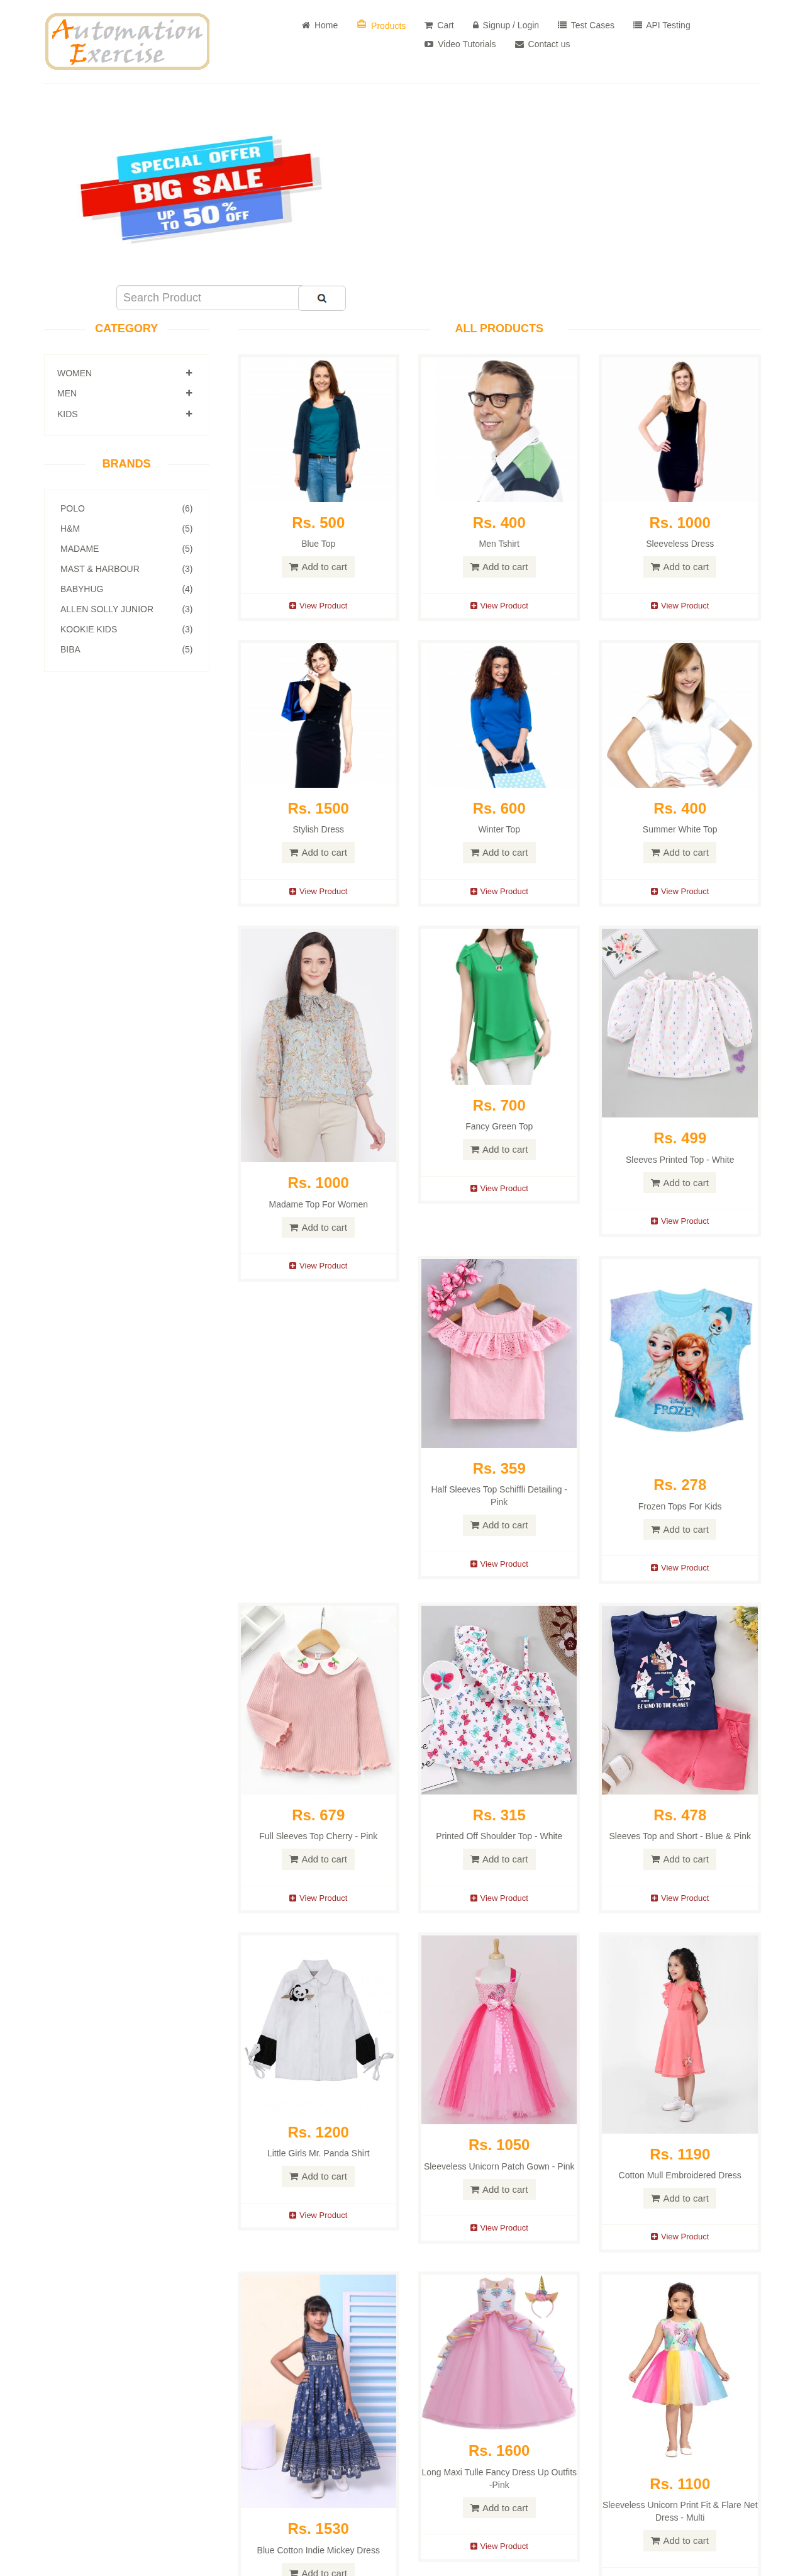 Automation
Exercise
Home
Products
Cart
Signup / Login
Test Cases
API Testing
Video Tutorials
Contact us
SPECIAL OFFER
BIG SALE
UP TO 50% OFF
Search Product
CATEGORY
WOMEN
MEN
KIDS
BRANDS
POLO (6)
H&M (5)
MADAME (5)
MAST & HARBOUR (3)
BABYHUG (4)
ALLEN SOLLY JUNIOR (3)
KOOKIE KIDS (3)
BIBA (5)
ALL PRODUCTS
Rs. 500
Blue Top
Add to cart
View Product
Rs. 400
Men Tshirt
Add to cart
View Product
Rs. 1000
Sleeveless Dress
Add to cart
View Product
Rs. 1500
Stylish Dress
Add to cart
View Product
Rs. 600
Winter Top
Add to cart
View Product
Rs. 400
Summer White Top
Add to cart
View Product
Rs. 1000
Madame Top For Women
Add to cart
View Product
Rs. 700
Fancy Green Top
Add to cart
View Product
Rs. 499
Sleeves Printed Top - White
Add to cart
View Product
Rs. 359
Half Sleeves Top Schiffli Detailing -
Pink
Add to cart
View Product
FROZEN
Rs. 278
Frozen Tops For Kids
Add to cart
View Product
Rs. 679
Full Sleeves Top Cherry - Pink
Add to cart
View Product
Rs. 315
Printed Off Shoulder Top - White
Add to cart
View Product
BE KIND TO THE PLANET
Rs. 478
Sleeves Top and Short - Blue & Pink
Add to cart
View Product
Rs. 1200
Little Girls Mr. Panda Shirt
Add to cart
View Product
Rs. 1050
Sleeveless Unicorn Patch Gown - Pink
Add to cart
View Product
Rs. 1190
Cotton Mull Embroidered Dress
Add to cart
View Product
Rs. 1530
Blue Cotton Indie Mickey Dress
Add to cart
Rs. 1600
Long Maxi Tulle Fancy Dress Up Outfits
-Pink
Add to cart
View Product
Rs. 1100
Sleeveless Unicorn Print Fit & Flare Net
Dress - Multi
Add to cart